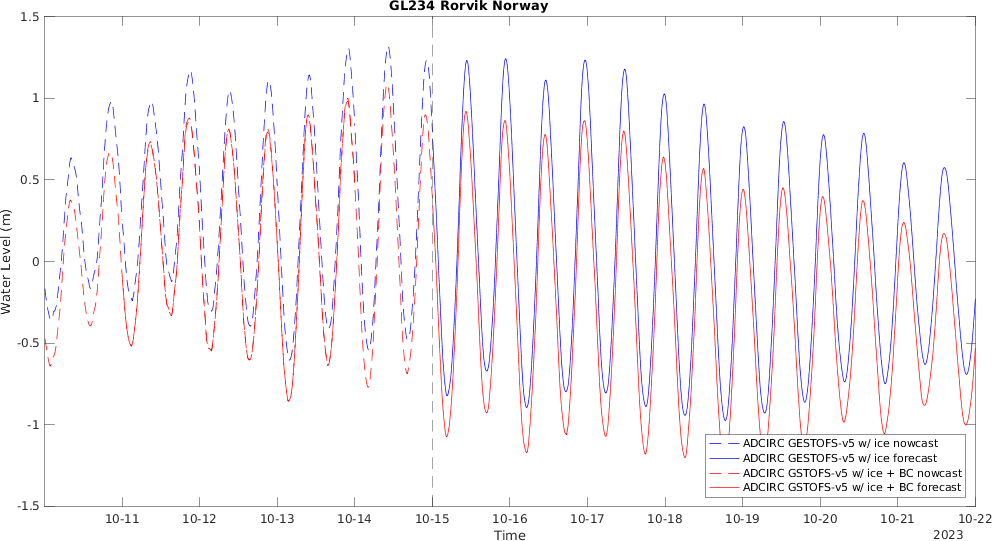 GL234 Rorvik Norway
1.5
1
0.5
0
-0.5
-1
-1.5
Water Level (m)
10-11
10-12
10-13
10-14
10-15
10-16
10-17
10-18
10-19
10-20
10-21
10-22
Time
2023
ADCIRC GESTOFS-v5 w/ ice nowcast
ADCIRC GESTOFS-v5 w/ ice forecast
ADCIRC GSTOFS-v5 w/ ice + BC nowcast
ADCIRC GSTOFS-v5 w/ ice + BC forecast